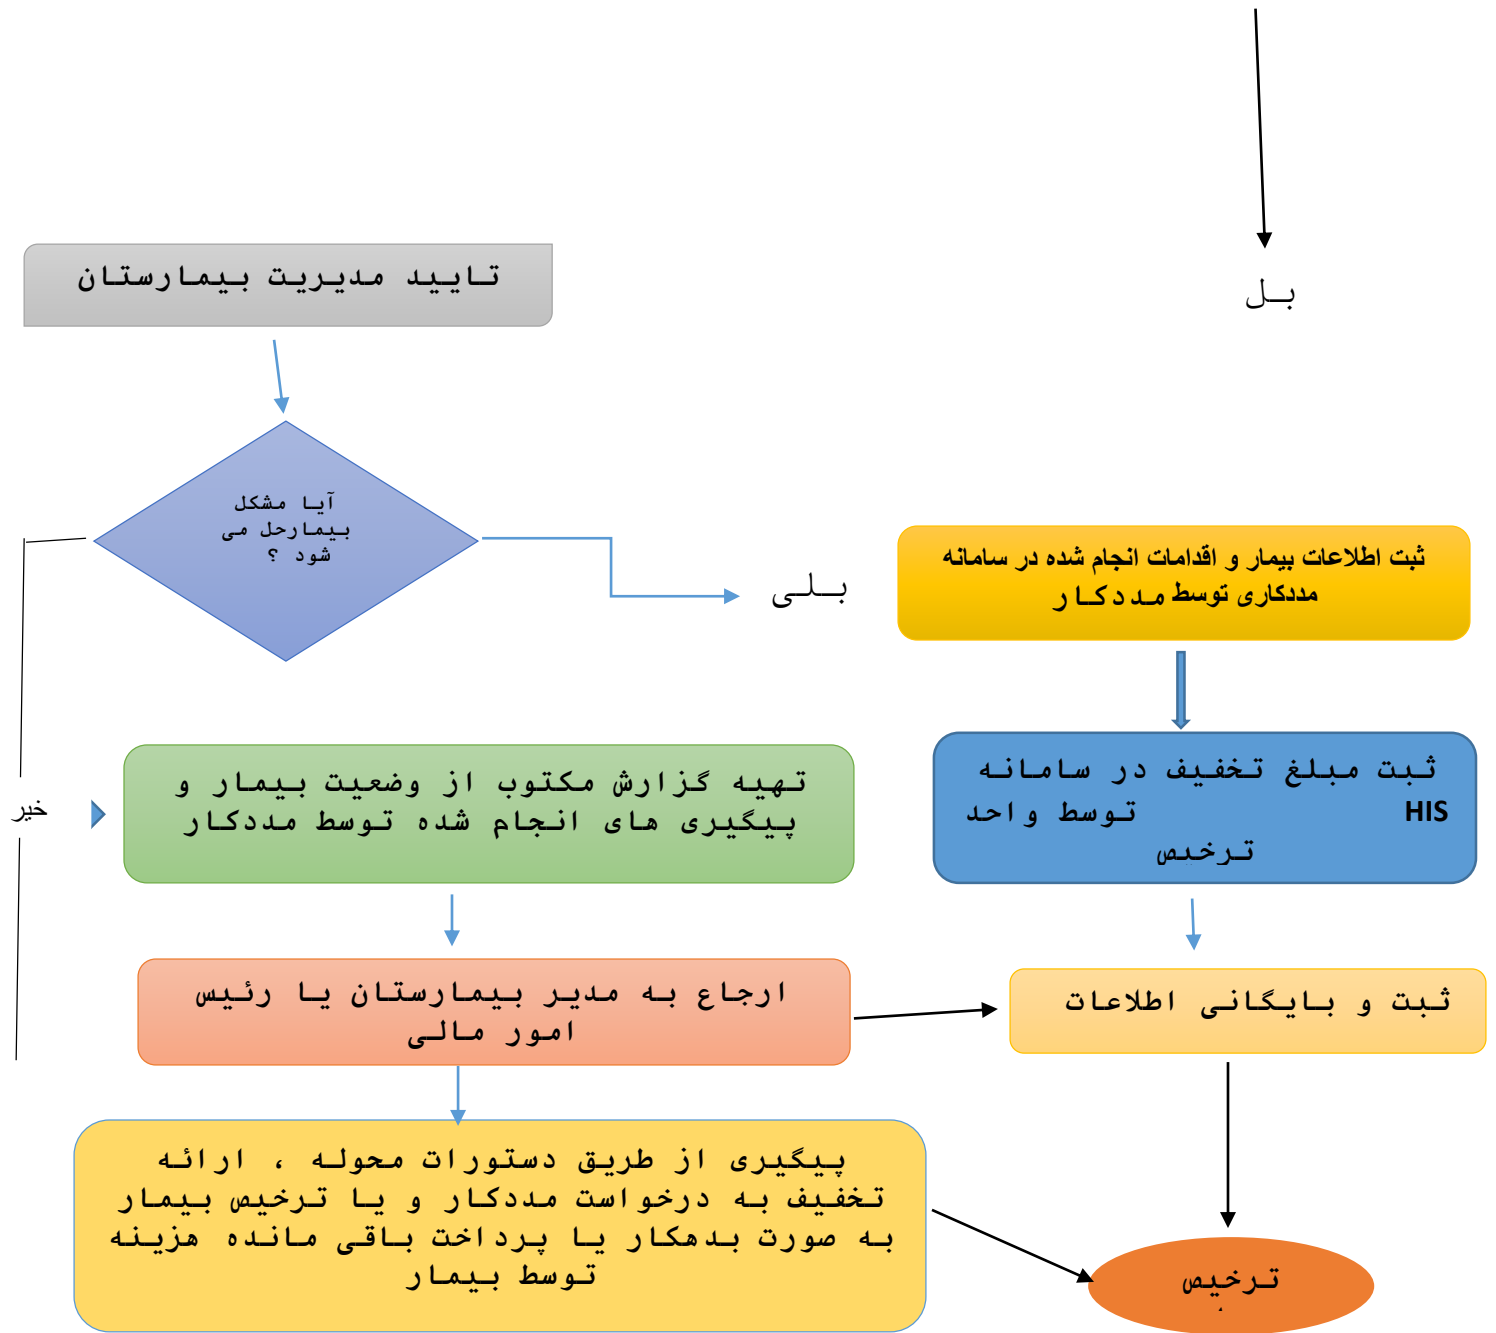 تایید مدیریت بیمارستان
بل
آیا مشکل
بیمارحل می
شود ؟
بلی
ثبت اطلاعات بیمار و اقدامات انجام شده در سامانه
مددکاری توسط مددکار
خیر
تهیه گزارش مکتوب از وضعیت بیمار و
پیگیری های انجام شده توسط مددکار
ثبت مبلغ تخفیف در سامانه
HIS توسط واحد
ترخیص
ارجاع به مدیر بیمارستان یا رئیس
امور مالی
ثبت و بایگانی اطلاعات
پیگیری از طریق دستورات محوله ، ارائه
تخفیف به درخواست مددکار و یا ترخیص بیمار
به صورت بدهکار یا پرداخت باقی مانده هزینه
توسط بیمار
ترخیص